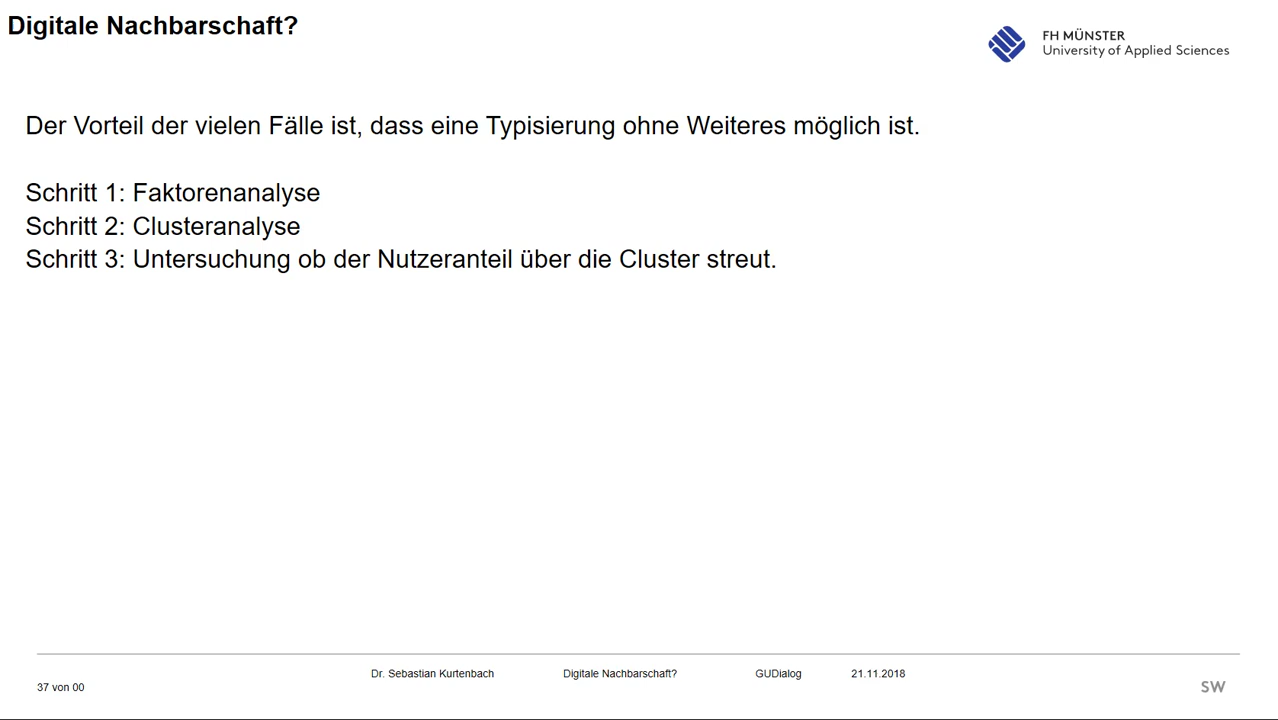 Digitale Nachbarschaft?
FH MÜNSTER
University of Applied Sciences
Der Vorteil der vielen Fälle ist, dass eine Typisierung ohne Weiteres möglich ist.
Schritt 1: Faktorenanalyse
Schritt 2: Clusteranalyse
Schritt 3: Untersuchung ob der Nutzeranteil über die Cluster streut.
Dr. Sebastian Kurtenbach Digitale Nachbarschaft? GUDialog 21.11.2018
37 von 00
SW